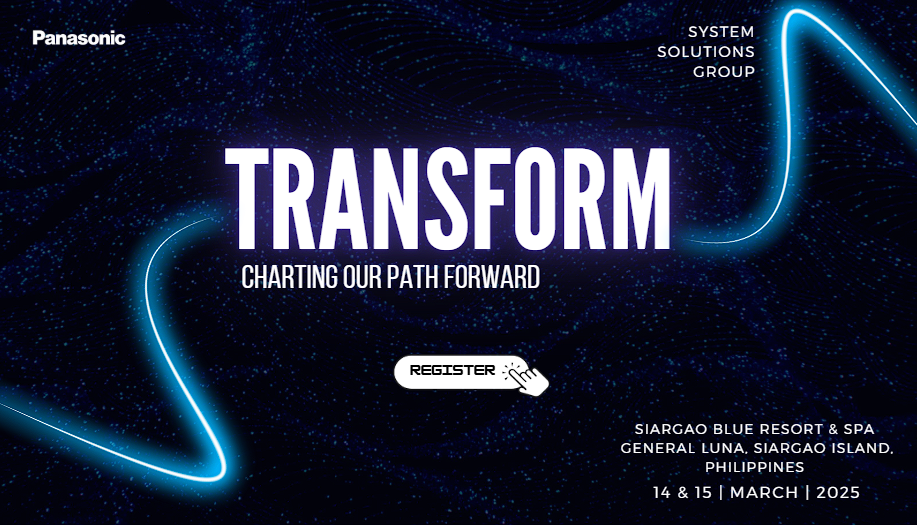 Panasonic
SYSTEM
SOLUTIONS
GROUP
TRANSFORM
CHARTING OUR PATH FORWARD
REGISTER
SIARGAO BLUE RESORT & SPA
GENERAL LUNA, SIARGAO ISLAND,
PHILIPPINES
14 & 15 | MARCH | 2025